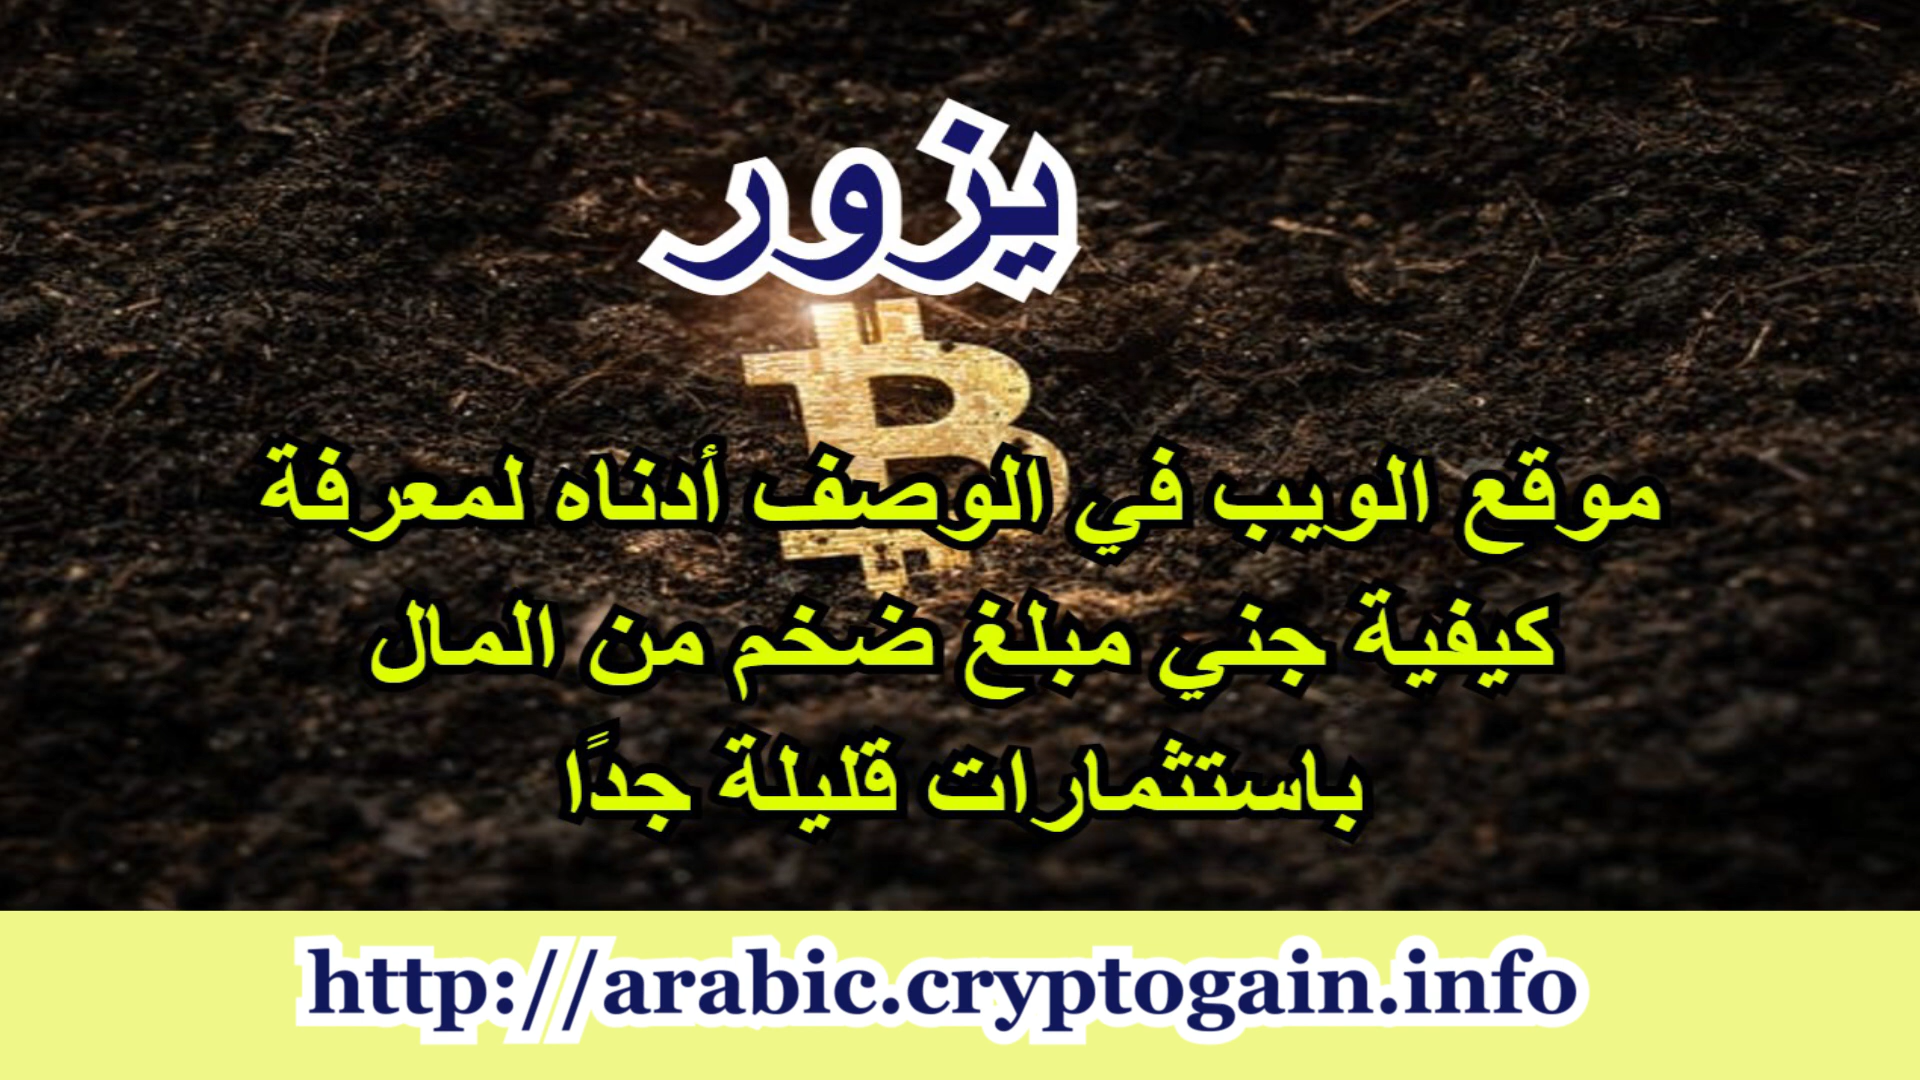 يزور
موقع الويب في الوصف أدناه لمعرفة
كيفية جني مبلغ ضخم من المال
باستثمارات قليلة جدًا
http://arabic.cryptogain.info